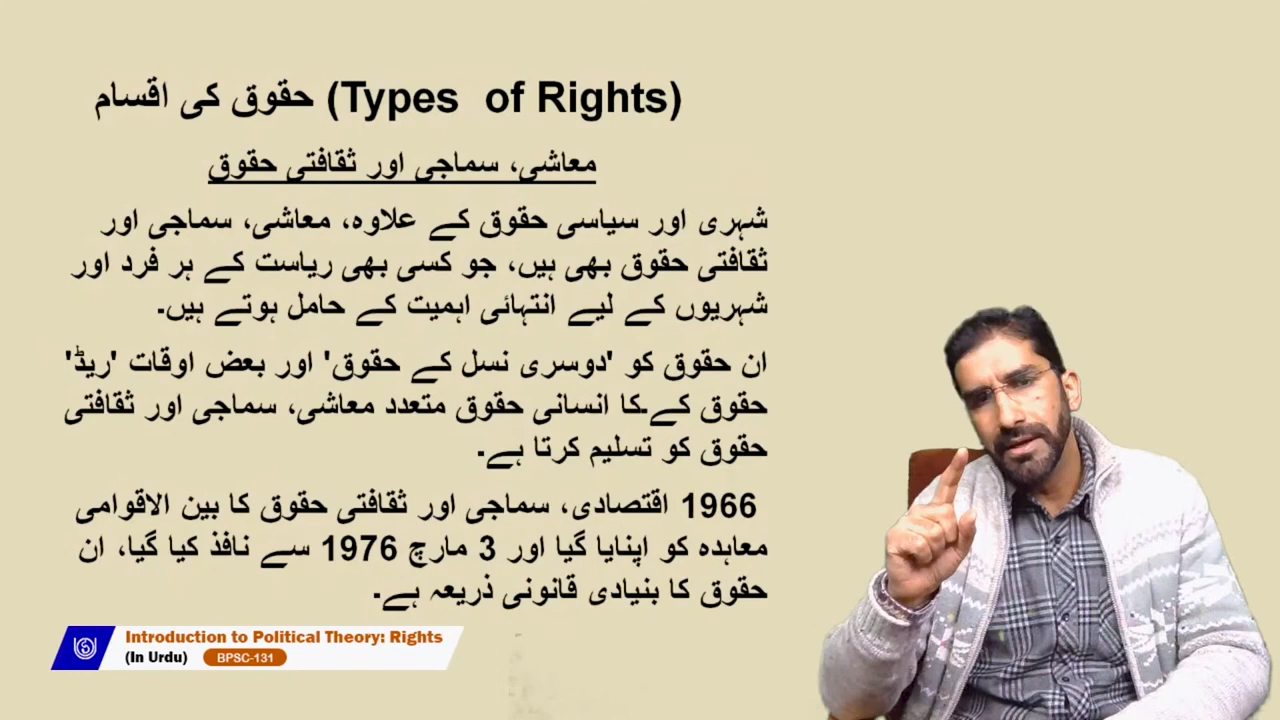 حقوق کی اقسام (Types of Rights)
معاشی، سماجی اور ثقافتی حقوق
شہری اور سیاسی حقوق کے علاوہ، معاشی، سماجی اور
ثقافتی حقوق بھی ہیں، جو کسی بھی ریاست کے ہر فرد اور
شہریوں کے لیے انتہائی اہمیت کے حامل ہوتے ہیں۔
ان حقوق کو 'دوسری نسل کے حقوق' اور بعض اوقات 'ریڈ'
حقوق کے۔کا انسانی حقوق متعدد معاشی، سماجی اور ثقافتی
حقوق کو تسلیم کرتا ہے۔
1966 اقتصادی، سماجی اور ثقافتی حقوق کا بین الاقوامی
معاہدہ کو اپنایا گیا اور 3 مارچ 1976 سے نافذ کیا گیا، ان
حقوق کا بنیادی قانونی ذریعہ ہے۔
Introduction to Political Theory: Rights
(In Urdu) BPSC-131